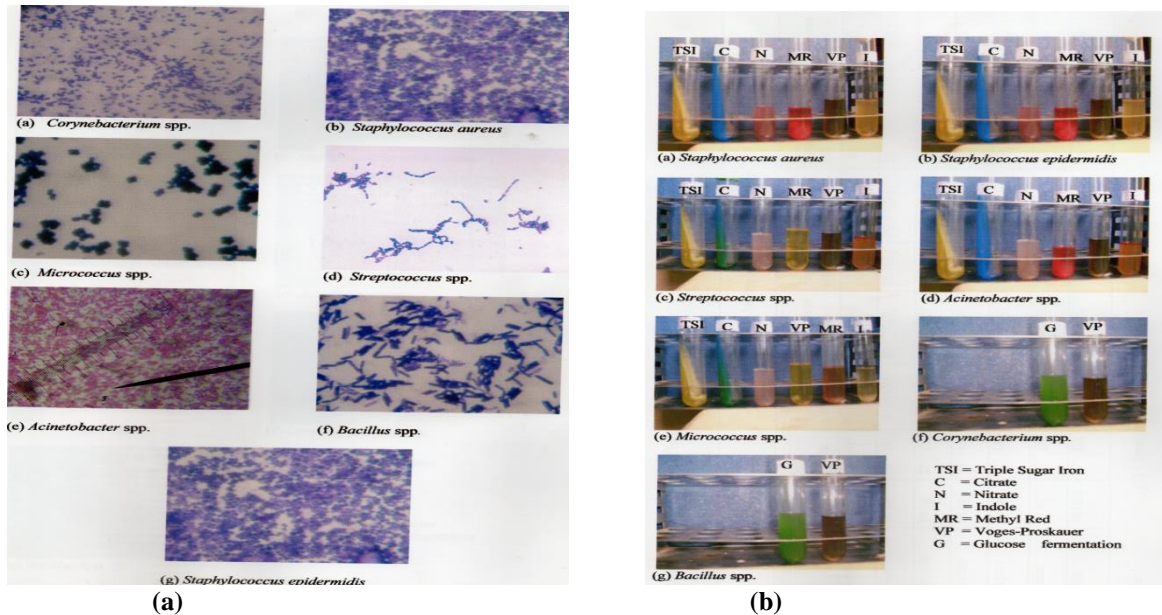 (a) Corynebacterium spp.
(b) Staphylococcus aureus
(c) Micrococcus spp.
(d) Streptococcus spp.
(e) Acinetobacter spp.
(f) Bacillus spp.
(g) Staphylococcus epidermidis
(a)
TSI C N MR VP I
(a) Staphylococcus aureus
TSI C N MR VP I
(b) Staphylococcus epidermidis
TSI C N MR VP I
(c) Streptococcus spp.
TSI C N MR VP I
(d) Acinetobacter spp.
TSI C N VP MR I
(e) Micrococcus spp.
G VP
(f) Corynebacterium spp.
G VP
(g) Bacillus spp.
TSI = Triple Sugar Iron
C = Citrate
N = Nitrate
I = Indole
MR = Methyl Red
VP = Voges-Proskauer
G = Glucose fermentation
(b)